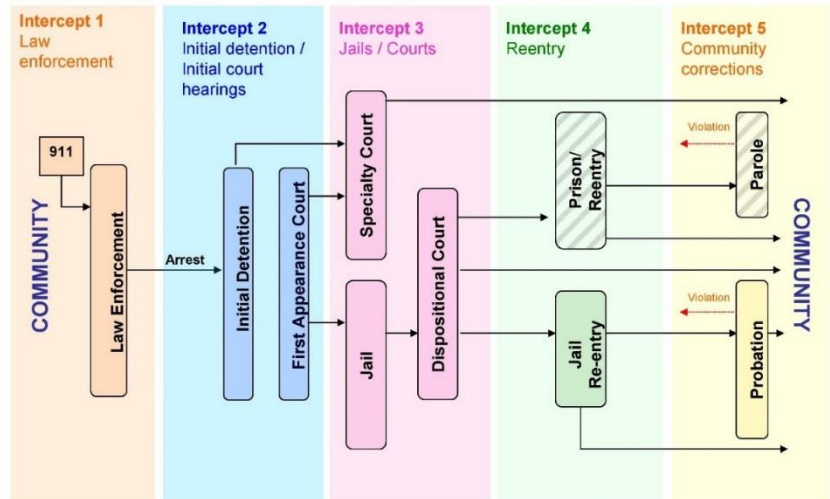 Intercept 1
Law
enforcement
Intercept 2
Initial detention /
Initial court
hearings
Intercept 3
Jails / Courts
Intercept 4
Reentry
Intercept 5
Community
corrections
911
COMMUNITY
Law Enforcement
Arrest
Initial Detention
First Appearance Court
Specialty Court
Jail
Dispositional Court
Prison/
Reentry
Jail
Re-entry
Violation
Parole
Violation
Probation
COMMUNITY